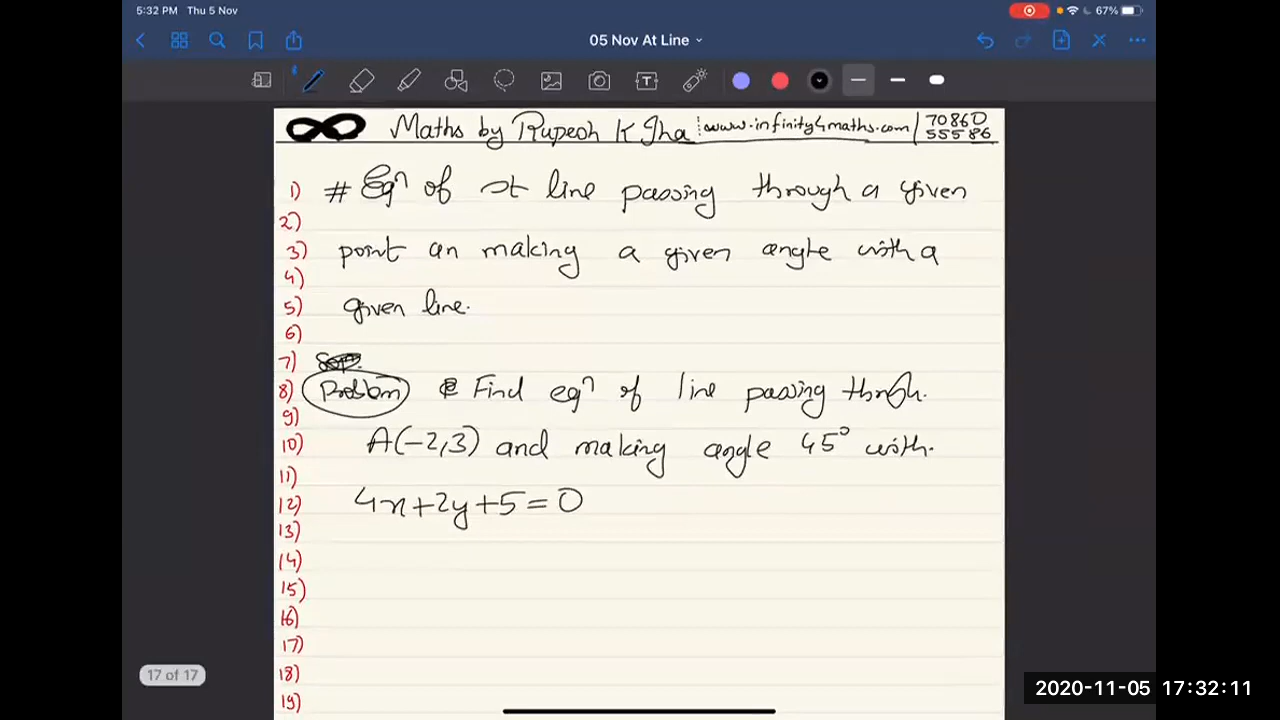 5:32 PM Thu 5 Nov
67%
05 Nov At Line
Maths by Rupesh K Jha www.infinity4maths.com 70860 55586
1) # Eqn of st line passing through a given
2)
3) point an making a given angle with a
4)
5) given line.
6)
7)
8) Problem Find eqn of line passing through.
9)
10) A(-2,3) and making angle 45° with.
11)
12) 4x+2y+5=0
13)
14)
15)
16)
17)
18)
19)
17 of 17
2020-11-05 17:32:11